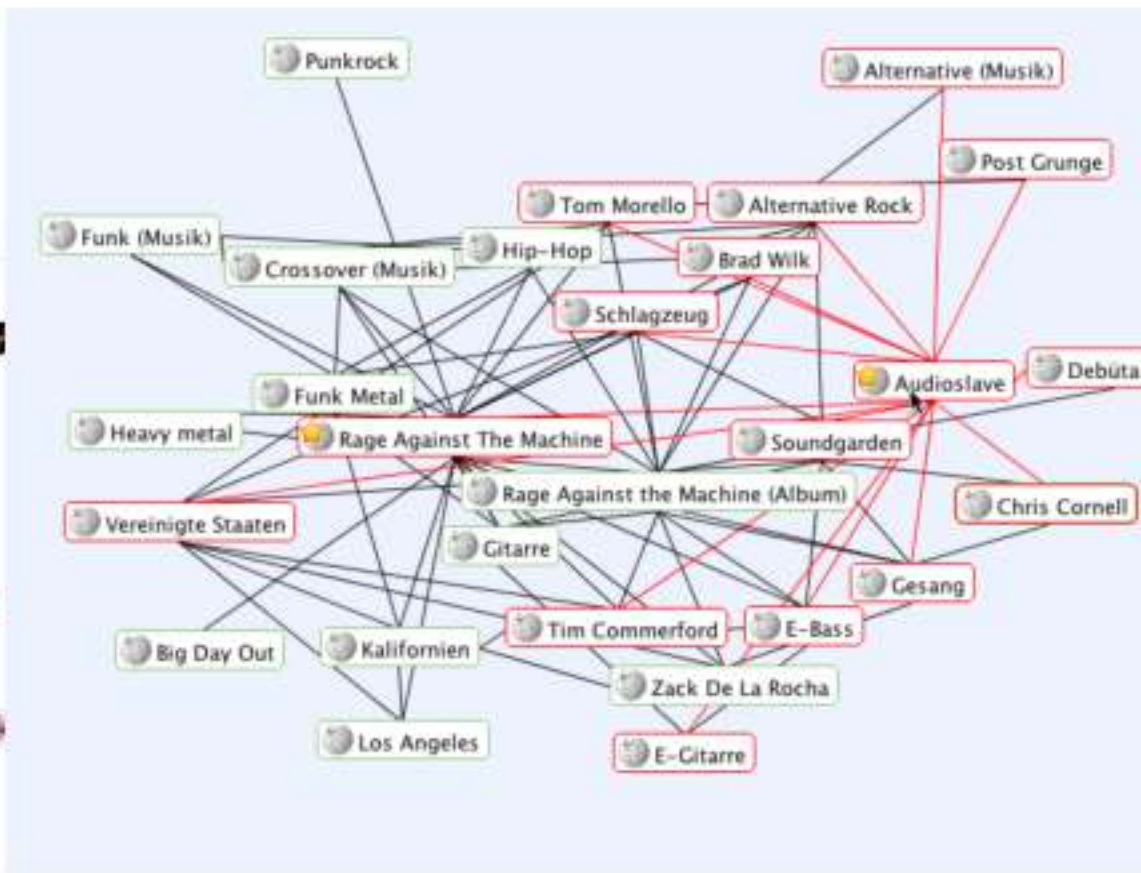 Punkrock
Alternative (Musik)
Post Grunge
Tom Morello
Alternative Rock
Funk (Musik)
Hip-Hop
Crossover (Musik)
Brad Wilk
Schlagzeug
Audioslave
Debüta
Funk Metal
Heavy metal
Rage Against The Machine
Soundgarden
Rage Against the Machine (Album)
Chris Cornell
Vereinigte Staaten
Gitarre
Gesang
Tim Commerford
E-Bass
Big Day Out
Kalifornien
Zack De La Rocha
Los Angeles
E-Gitarre